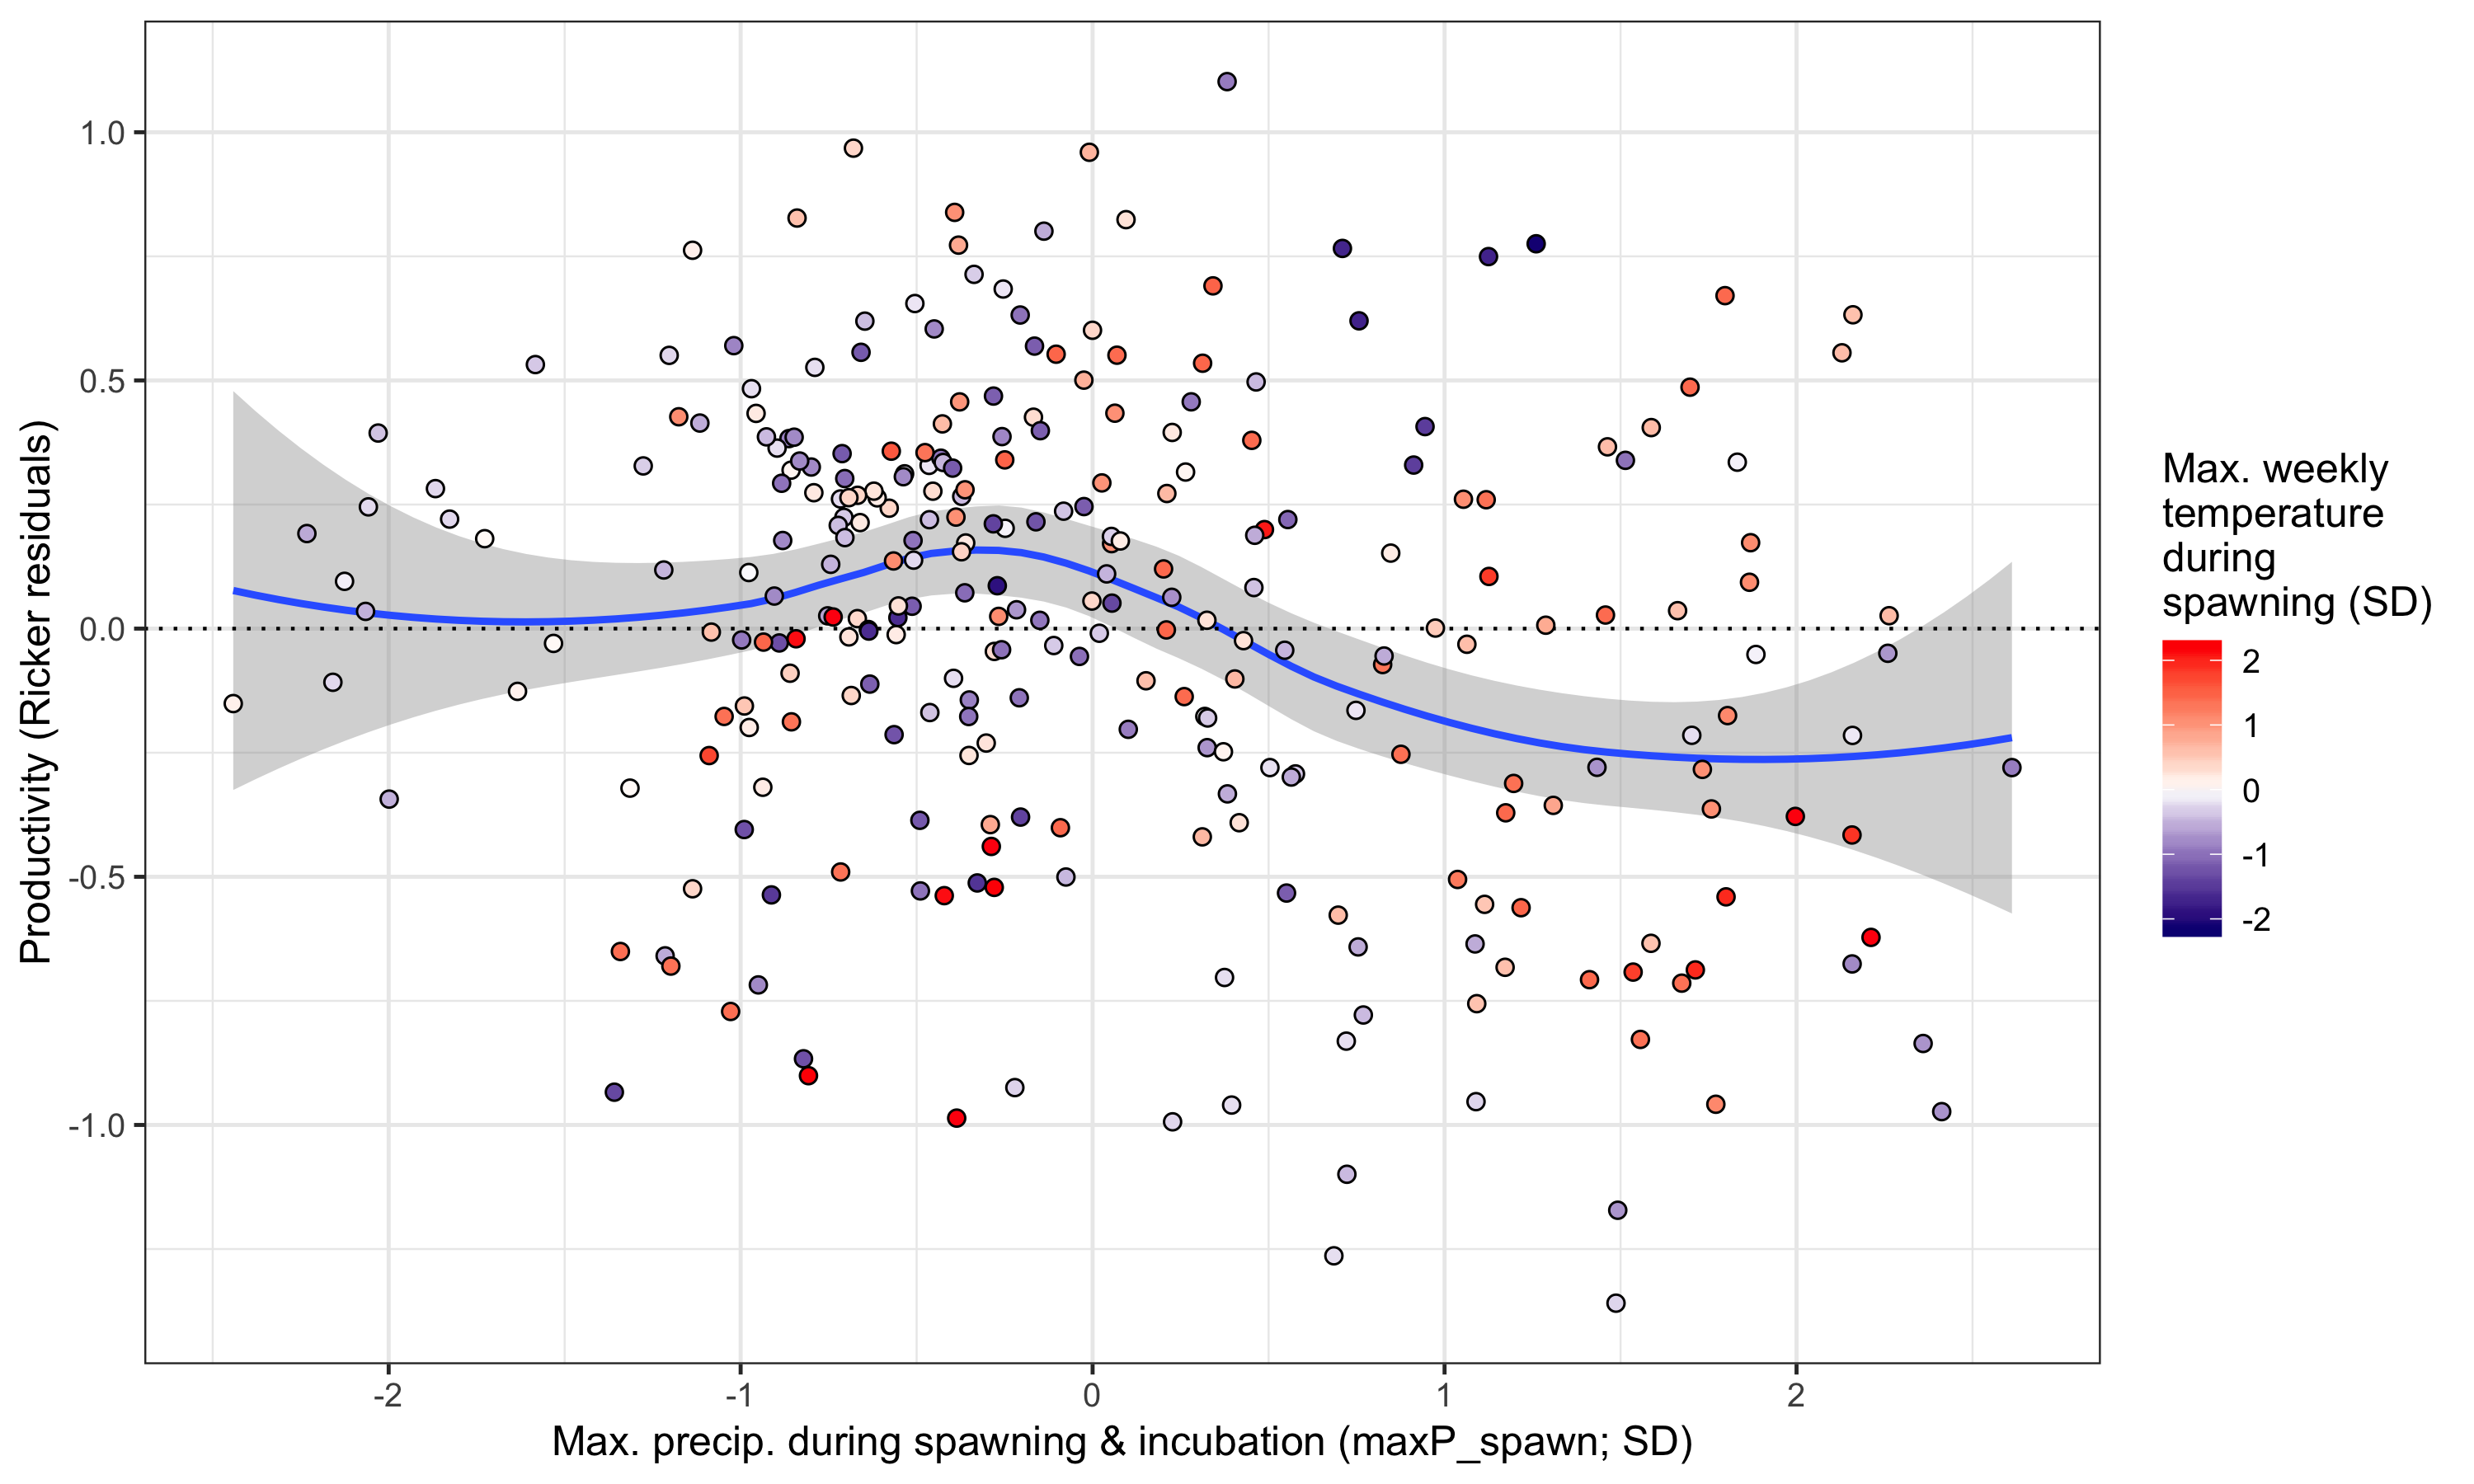 1.0
0.5
0.0
-0.5
-1.0
Productivity (Ricker residuals)
-2
-1
0
1
2
Max. precip. during spawning & incubation (maxP_spawn; SD)
Max. weekly
temperature
during
spawning (SD)
2
1
0
-1
-2